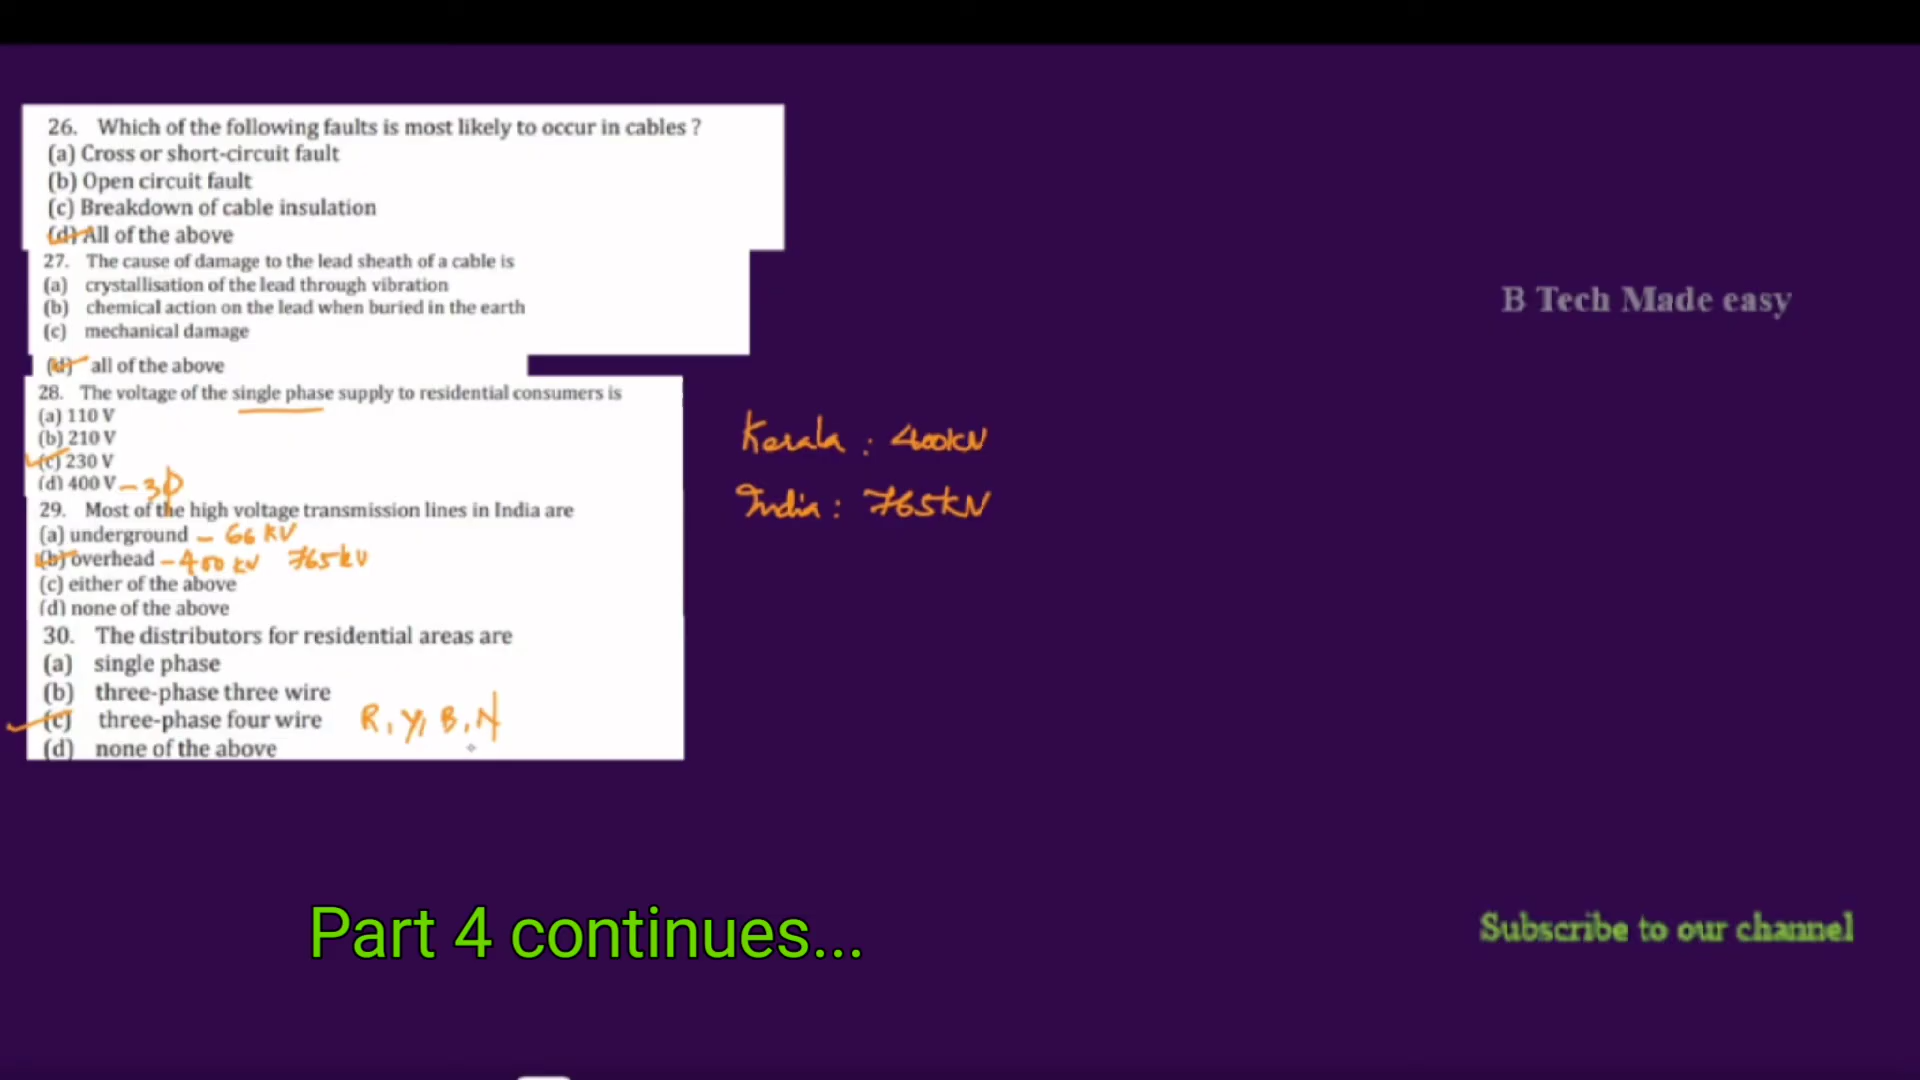 26. Which of the following faults is most likely to occur in cables ?
(a) Cross or short-circuit fault
(b) Open circuit fault
(c) Breakdown of cable insulation
(d) All of the above
27. The cause of damage to the lead sheath of a cable is
(a) crystallisation of the lead through vibration
(b) chemical action on the lead when buried in the earth
(c) mechanical damage
(d) all of the above
28. The voltage of the single phase supply to residential consumers is
(a) 110 V
(b) 210 V
(c) 230 V
(d) 400 V – 3ϕ
29. Most of the high voltage transmission lines in India are
(a) underground – 66 kV
(b) overhead – 400 kV 765 kV
(c) either of the above
(d) none of the above
30. The distributors for residential areas are
(a) single phase
(b) three-phase three wire
(c) three-phase four wire R, Y, B, N
(d) none of the above
Kerala : 400kV
India : 765kV
B Tech Made easy
Part 4 continues...
Subscribe to our channel